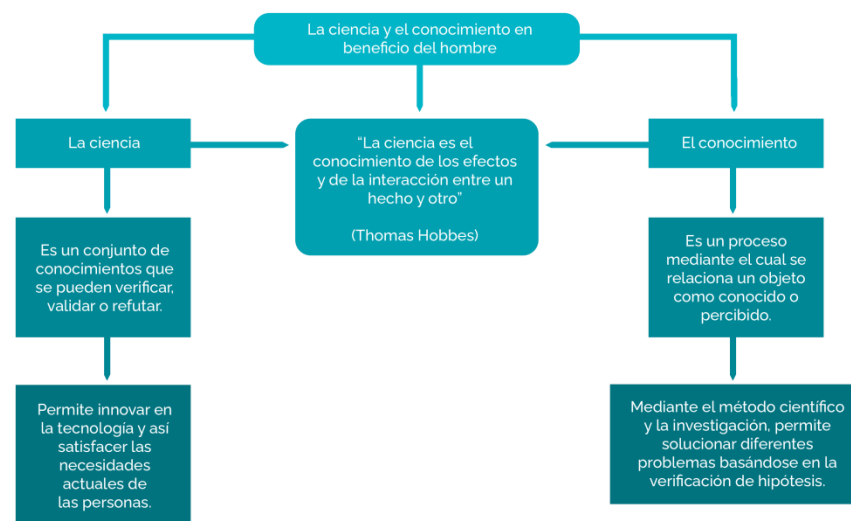 La ciencia y el conocimiento en
beneficio del hombre
La ciencia
“La ciencia es el
conocimiento de los efectos
y de la interacción entre un
hecho y otro”
(Thomas Hobbes)
El conocimiento
Es un conjunto de
conocimientos que
se pueden verificar,
validar o refutar.
Es un proceso
mediante el cual se
relaciona un objeto
como conocido o
percibido.
Permite innovar en
la tecnología y así
satisfacer las
necesidades
actuales de
las personas.
Mediante el método científico
y la investigación, permite
solucionar diferentes
problemas basándose en la
verificación de hipótesis.